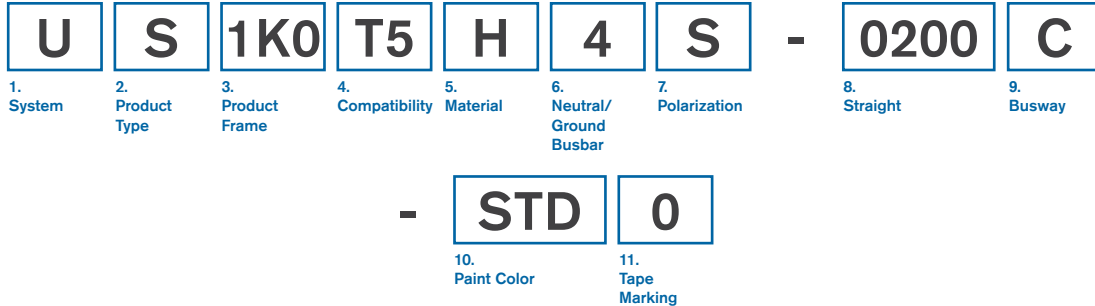 U S 1K0 T5 H 4 S - 0200 C
1. 2. 3. 4. 5. 6. 7. 8. 9.
System Product Product Compatibility Material Neutral/ Polarization Straight Busway
Type Frame Ground
Busbar
- STD 0
10. 11.
Paint Color Tape
Marking